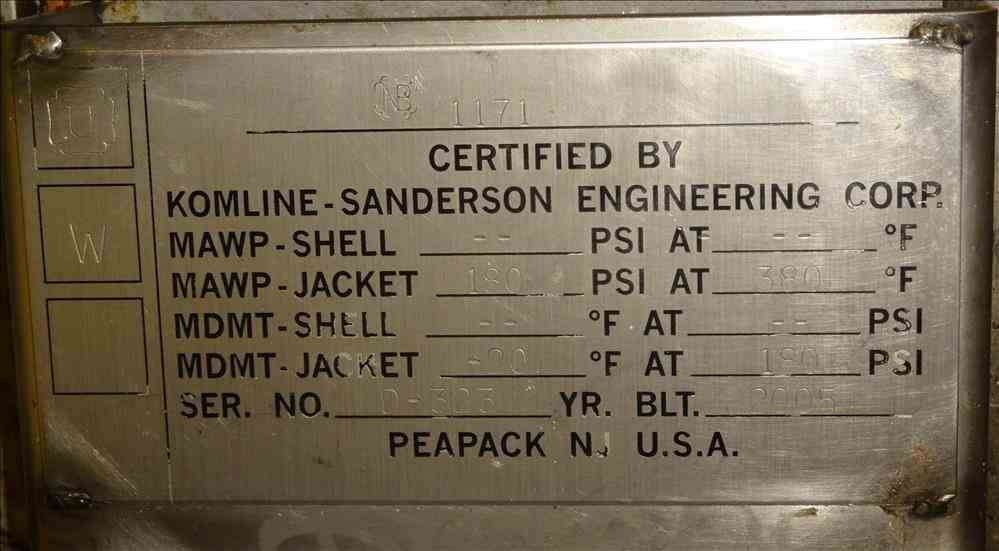 NB 1171
U
CERTIFIED BY
W
KOMLINE-SANDERSON ENGINEERING CORP.
MAWP-SHELL -- PSI AT -- °F
MAWP-JACKET 180 PSI AT 380 °F
MDMT-SHELL -- °F AT -- PSI
MDMT-JACKET -20 °F AT 180 PSI
SER. NO. D-323 YR. BLT. 2005
PEAPACK NJ U.S.A.